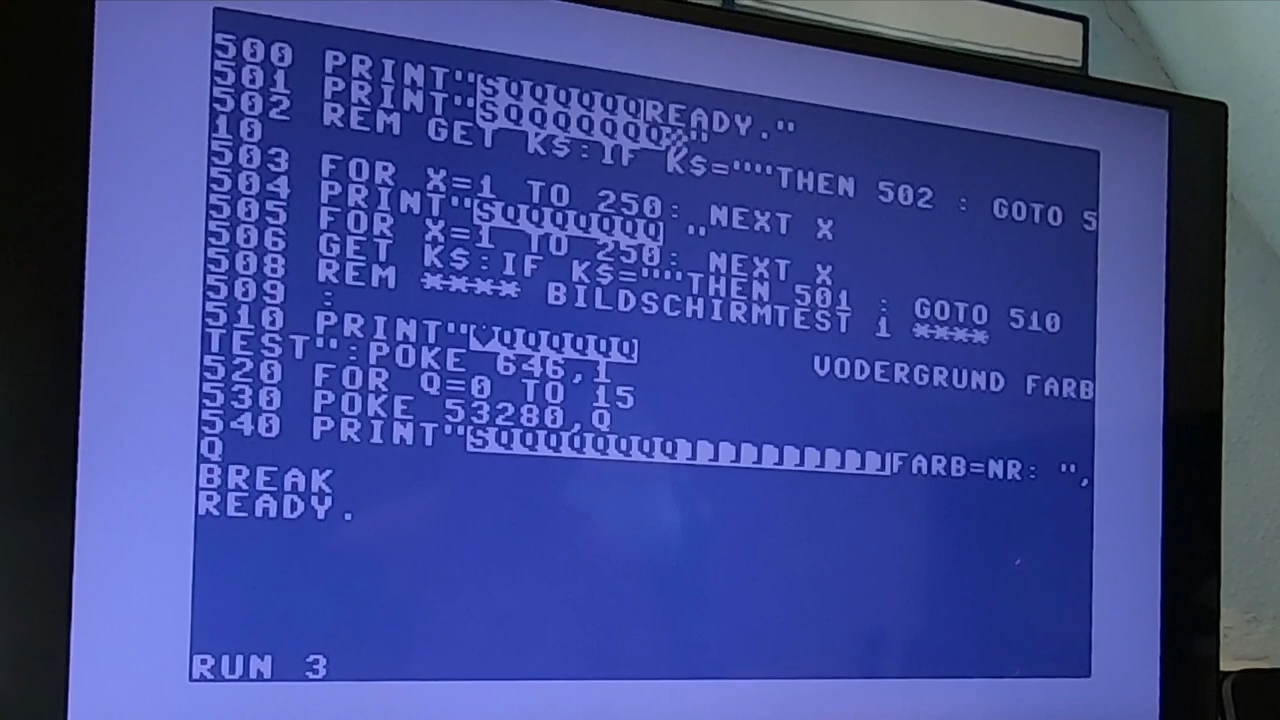 500 PRINT"SQQQQQQQREADY."
501 PRINT"SQQQQQQQ▒"
502 REM GET K$:IF K$=""THEN 502 : GOTO 5
10
503 FOR X=1 TO 250: NEXT X
504 PRINT"SQQQQQQQ "
505 FOR X=1 TO 250: NEXT X
506 GET K$:IF K$=""THEN 501 : GOTO 510
508 REM **** BILDSCHIRMTEST 1 ****
509 :
510 PRINT"♥QQQQQQ VODERGRUND FARB
TEST":POKE 646,1
520 FOR Q=0 TO 15
530 POKE 53280,Q
540 PRINT"SQQQQQQQQ]]]]]]]]]]FARB=NR: ",
Q
BREAK
READY.
RUN 3